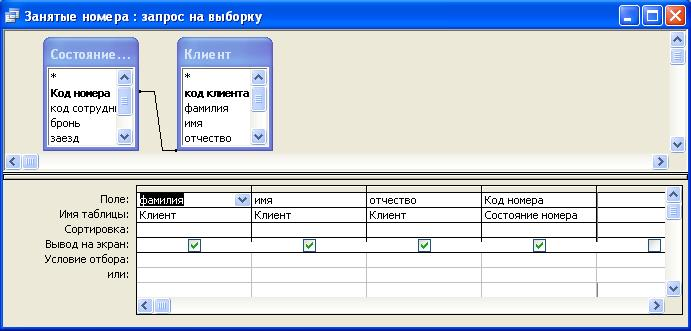 Занятые номера : запрос на выборку
Состояние... Клиент
* *
Код номера код клиента
код сотрудн фамилия
бронь имя
заезд отчество
Поле: фамилия имя отчество Код номера
Имя таблицы: Клиент Клиент Клиент Состояние номера
Сортировка:
Вывод на экран:
Условие отбора:
или: